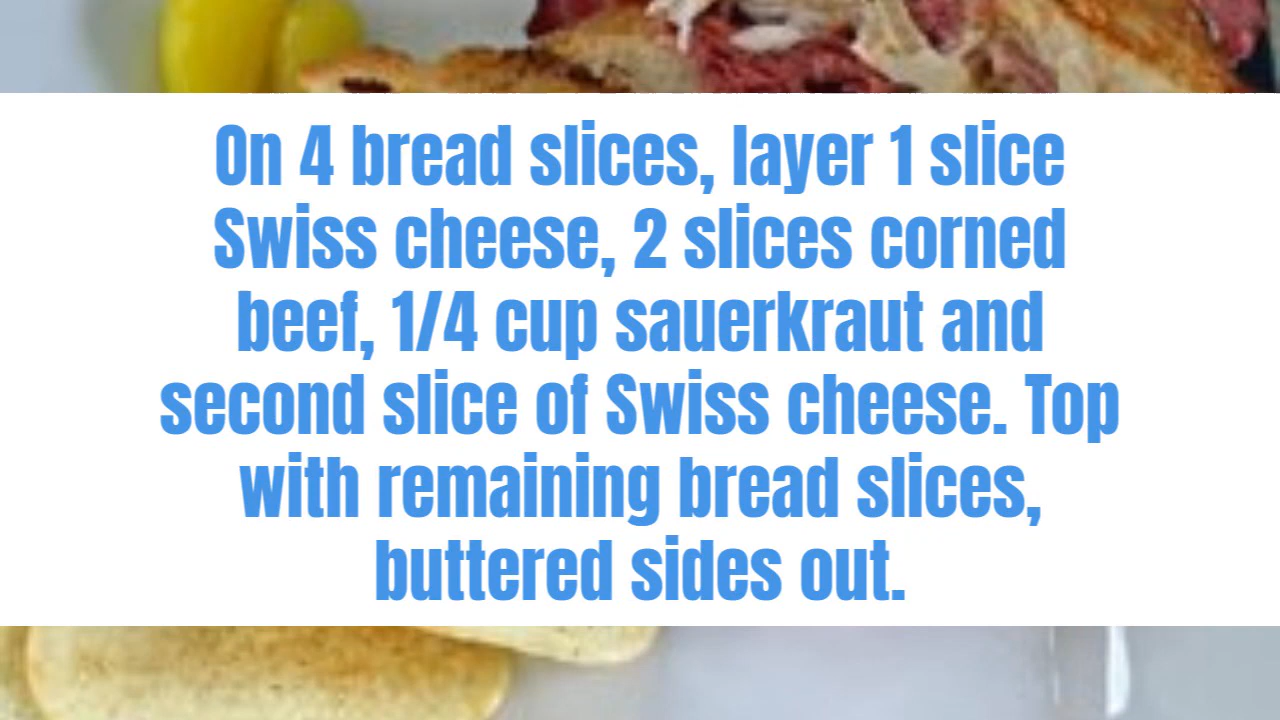 On 4 bread slices, layer 1 slice
Swiss cheese, 2 slices corned
beef, 1/4 cup sauerkraut and
second slice of Swiss cheese. Top
with remaining bread slices,
buttered sides out.